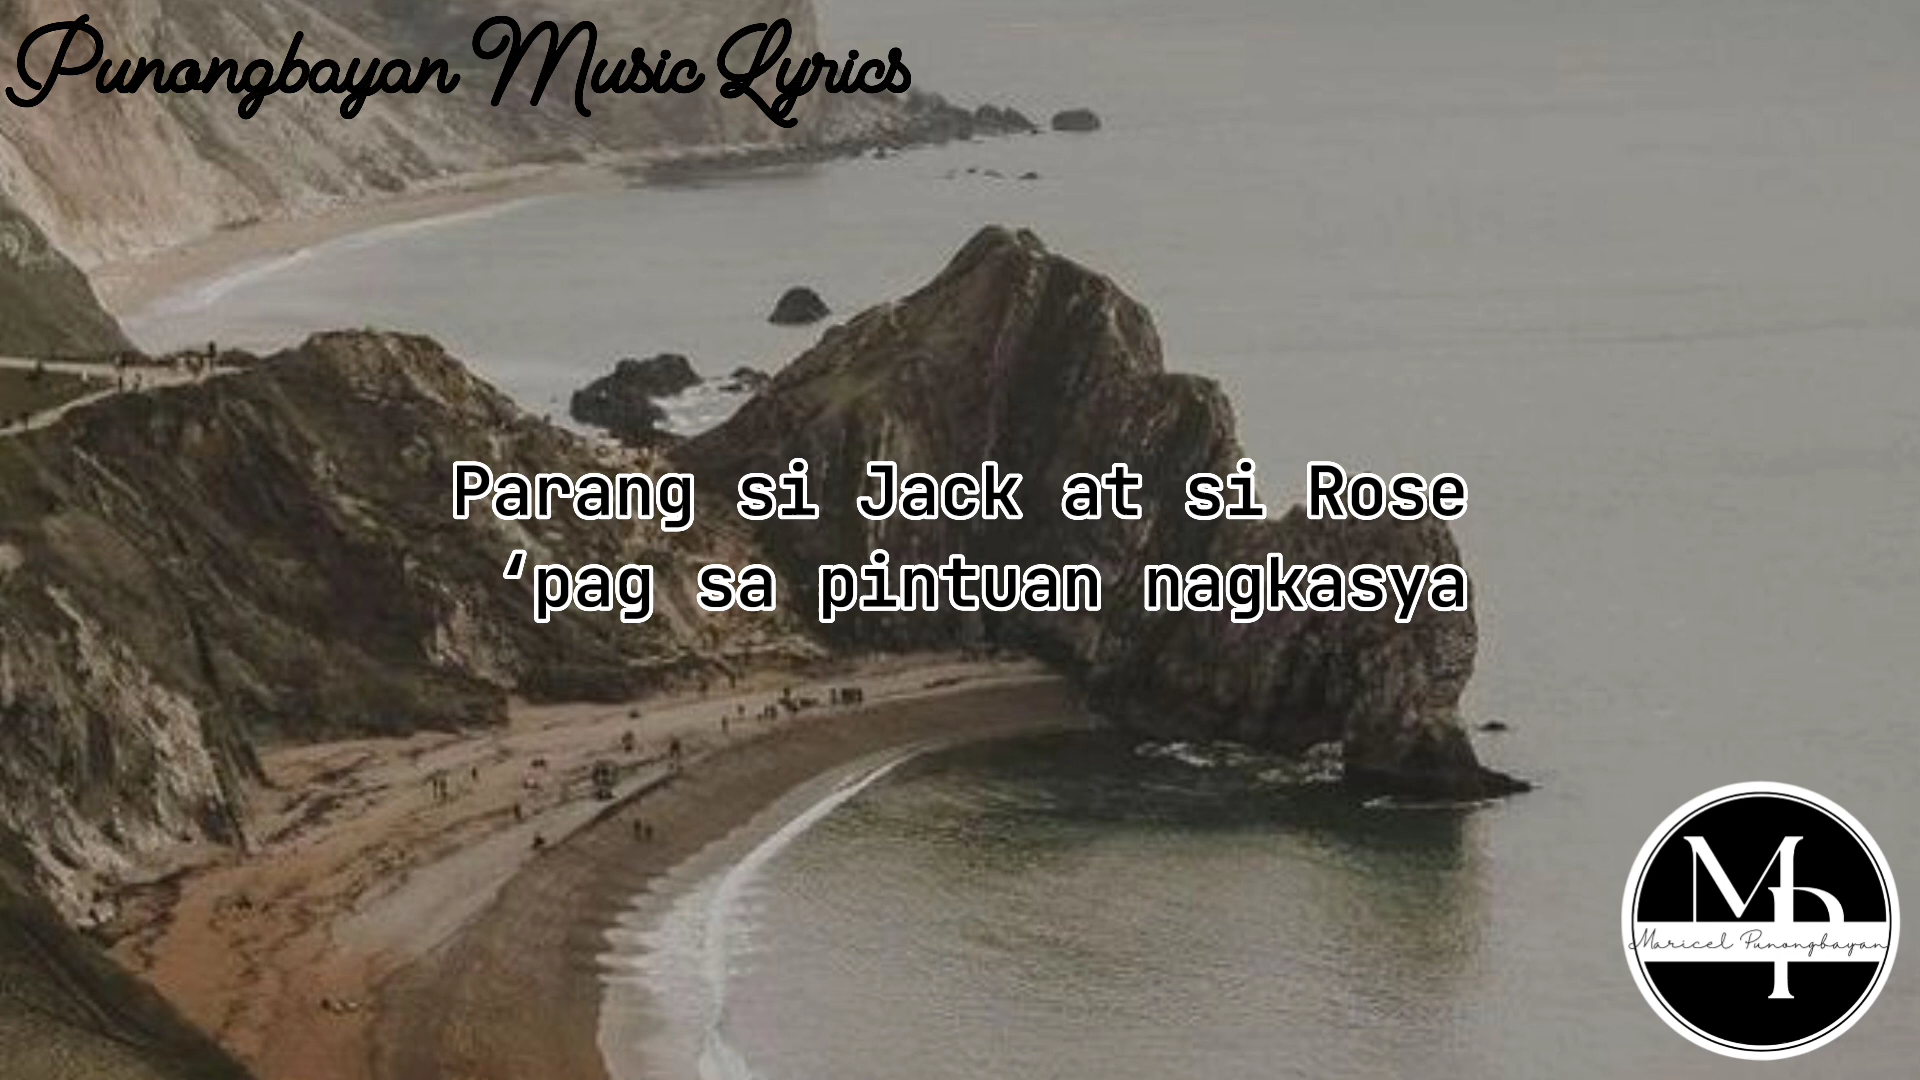 Punongbayan Music Lyrics
Parang si Jack at si Rose
‘pag sa pintuan nagkasya
MP
Maricel Punongbayan